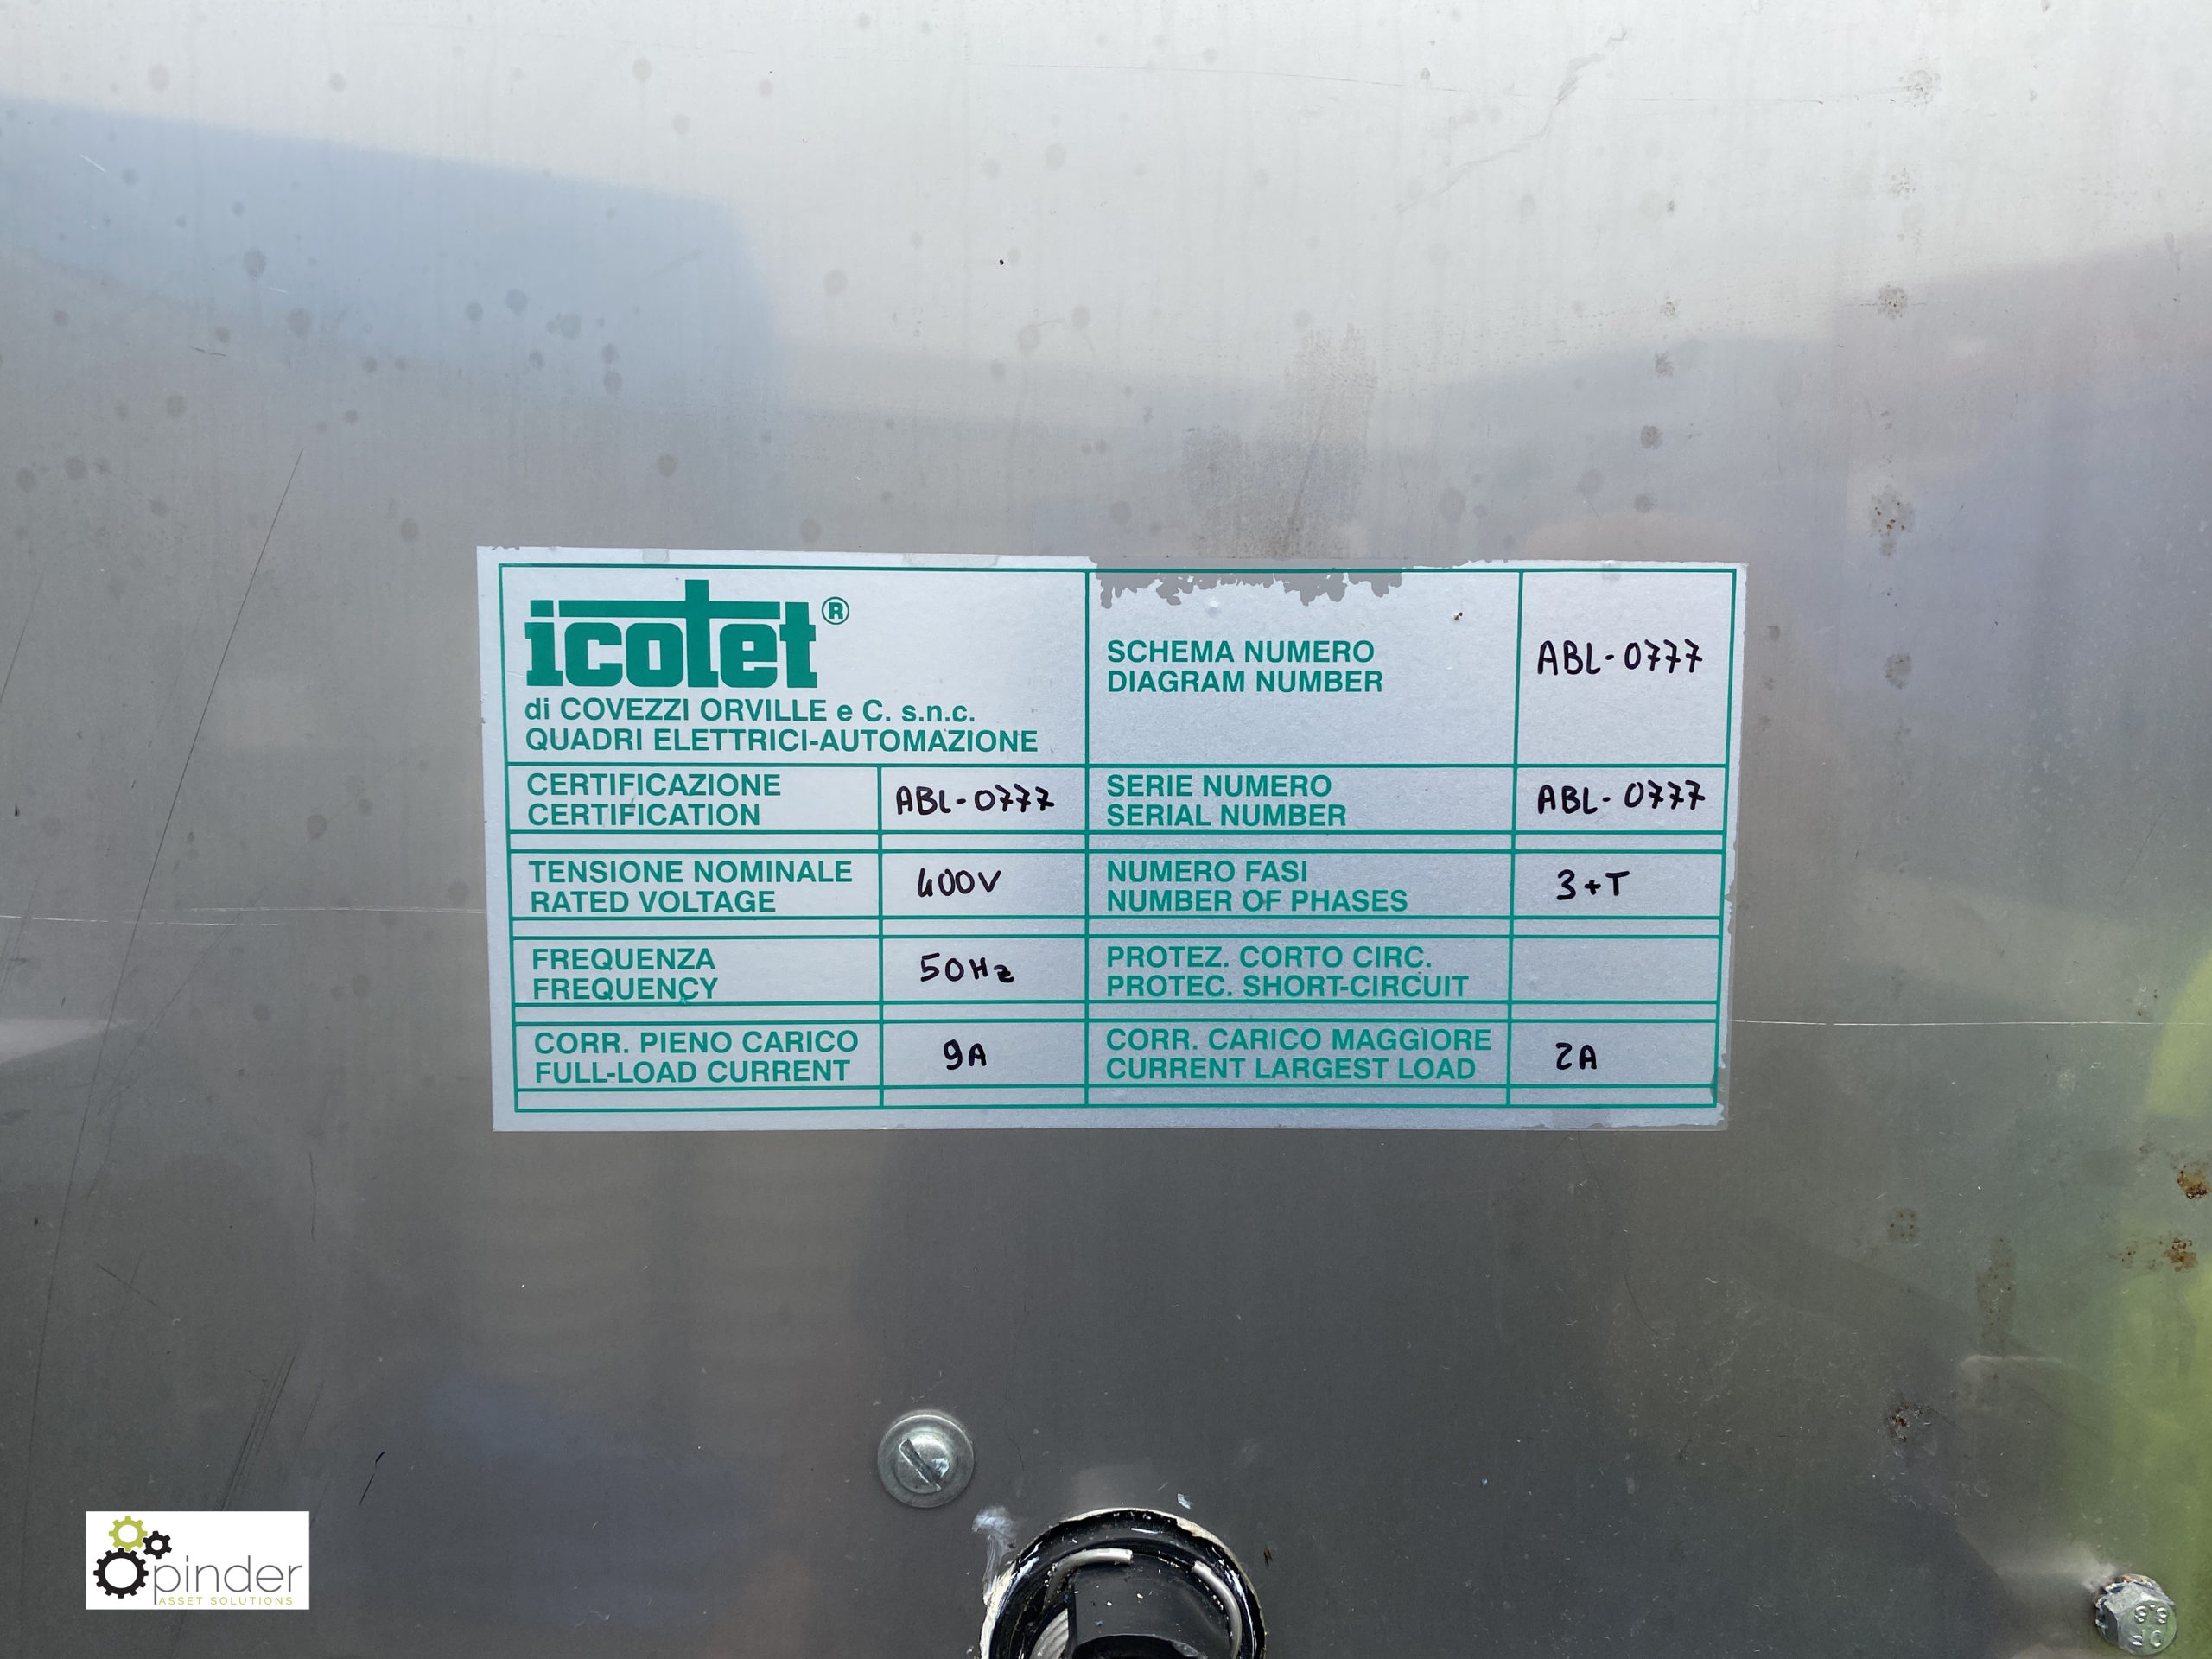 icotet®
di COVEZZI ORVILLE e C. s.n.c.
QUADRI ELETTRICI-AUTOMAZIONE
SCHEMA NUMERO
DIAGRAM NUMBER
ABL-0777
CERTIFICAZIONE
CERTIFICATION
ABL-0777
SERIE NUMERO
SERIAL NUMBER
ABL-0777
TENSIONE NOMINALE
RATED VOLTAGE
400V
NUMERO FASI
NUMBER OF PHASES
3+T
FREQUENZA
FREQUENCY
50Hz
PROTEZ. CORTO CIRC.
PROTEC. SHORT-CIRCUIT
CORR. PIENO CARICO
FULL-LOAD CURRENT
9A
CORR. CARICO MAGGIORE
CURRENT LARGEST LOAD
2A
pinder
ASSET SOLUTIONS